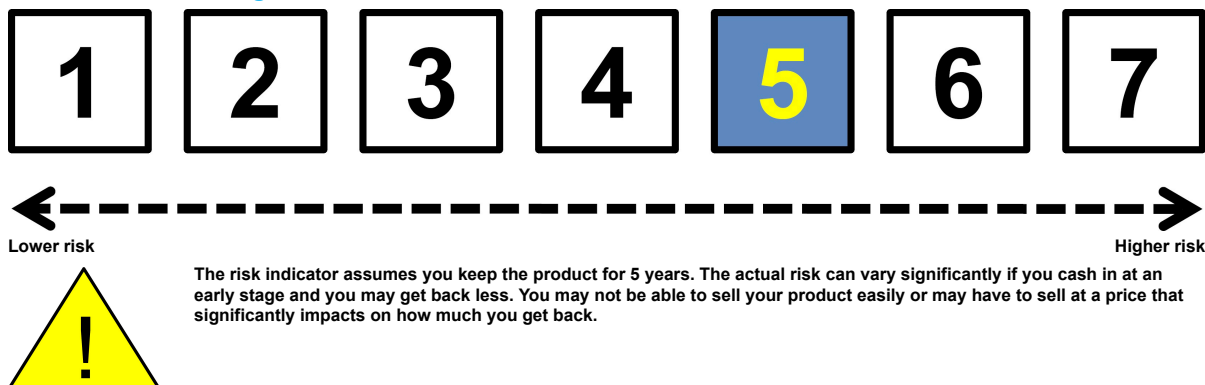 1 2 3 4 5 6 7
Lower risk Higher risk
The risk indicator assumes you keep the product for 5 years. The actual risk can vary significantly if you cash in at an
early stage and you may get back less. You may not be able to sell your product easily or may have to sell at a price that
significantly impacts on how much you get back.
!